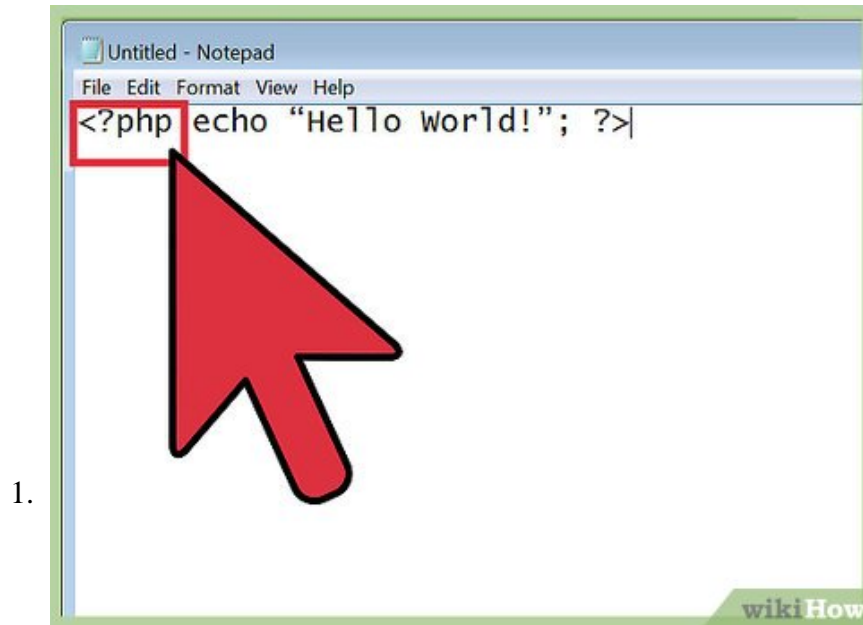 Untitled - Notepad
File Edit Format View Help
<?php echo “Hello World!”; ?>
1.
wikiHow